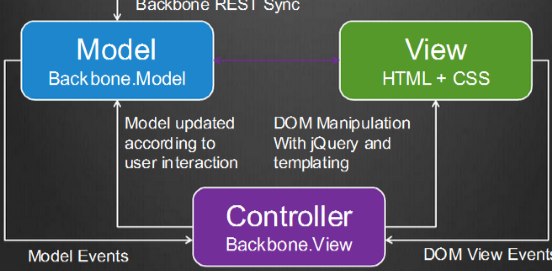 Backbone REST Sync
Model
Backbone.Model
View
HTML + CSS
Model updated
according to
user interaction
DOM Manipulation
With jQuery and
templating
Controller
Backbone.View
Model Events
DOM View Events